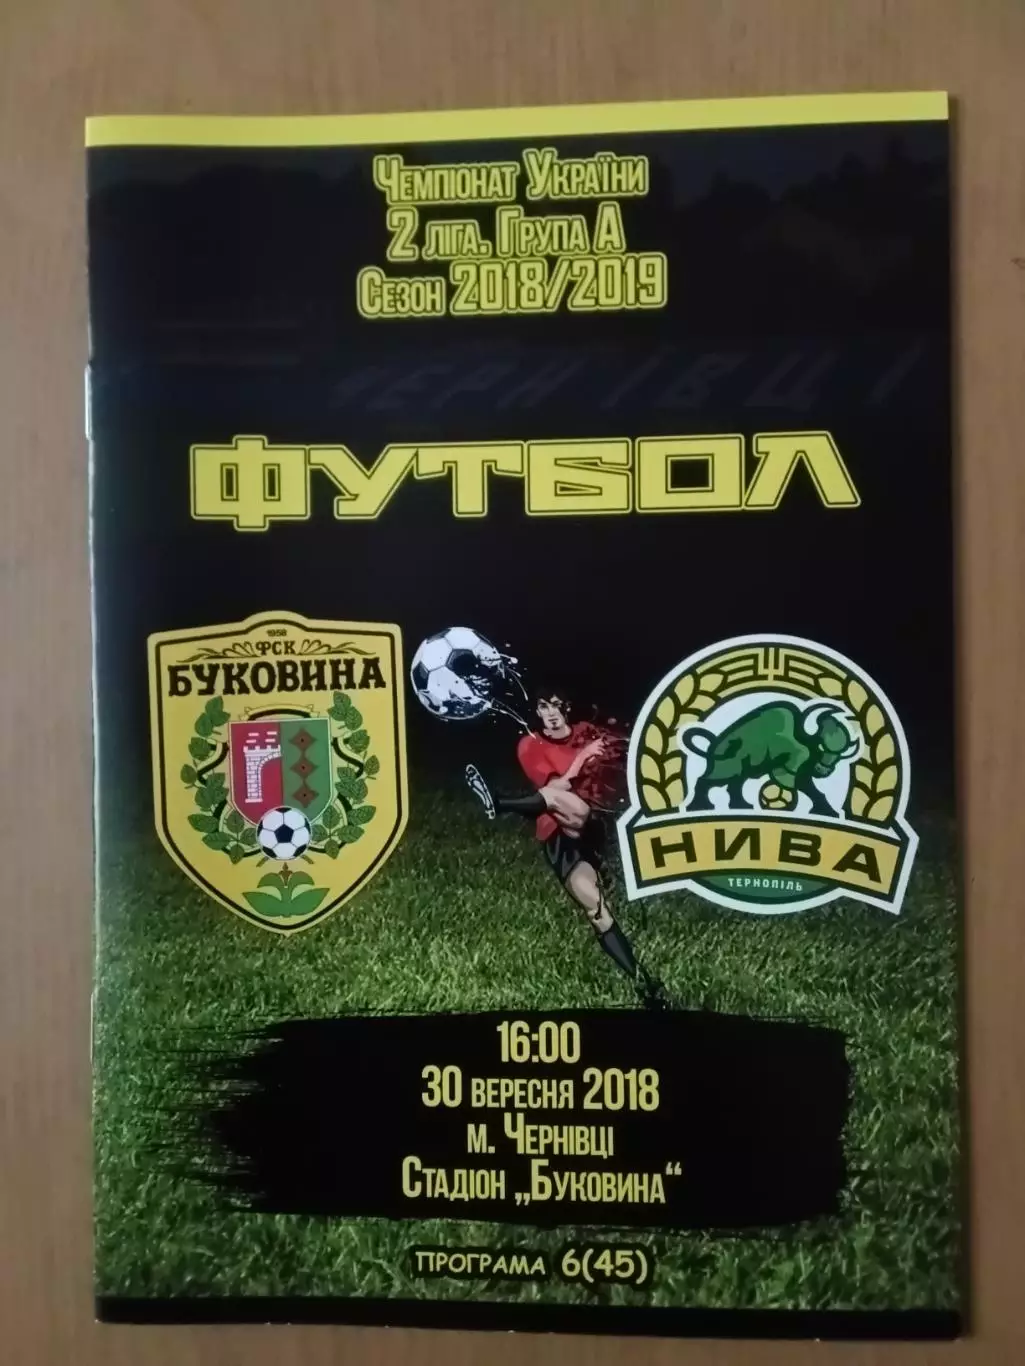 Чемпіонат України
2 ліга. Група А
Сезон 2018/2019
ЧЕРНІВЦІ
ФУТБОЛ
1958
ФСК
БУКОВИНА
НИВА
ТЕРНОПІЛЬ
16:00
30 вересня 2018
м. Чернівці
Стадіон „Буковина“
ПРОГРАМА 6(45)